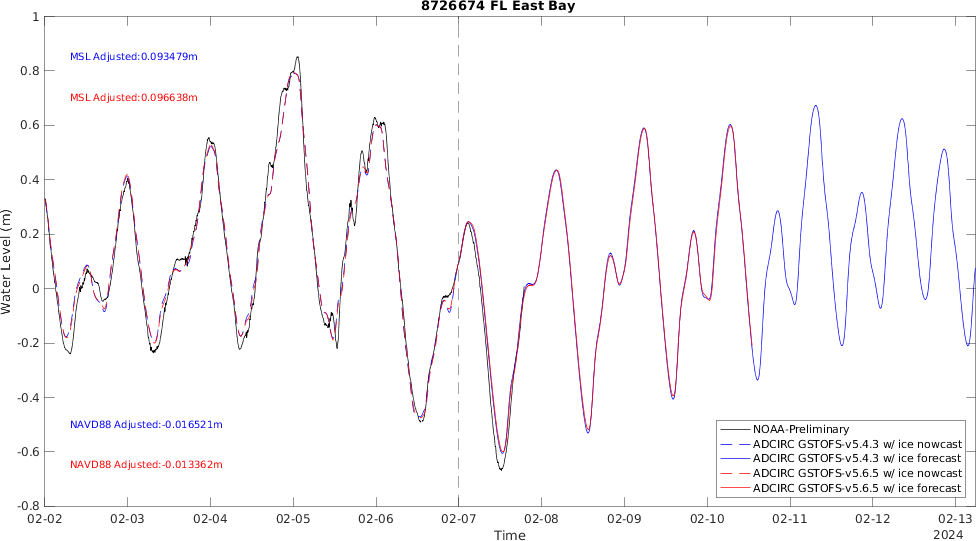 8726674 FL East Bay
MSL Adjusted:0.093479m
MSL Adjusted:0.096638m
NAVD88 Adjusted:-0.016521m
NAVD88 Adjusted:-0.013362m
Water Level (m)
1
0.8
0.6
0.4
0.2
0
-0.2
-0.4
-0.6
-0.8
NOAA-Preliminary
ADCIRC GSTOFS-v5.4.3 w/ ice nowcast
ADCIRC GSTOFS-v5.4.3 w/ ice forecast
ADCIRC GSTOFS-v5.6.5 w/ ice nowcast
ADCIRC GSTOFS-v5.6.5 w/ ice forecast
02-02 02-03 02-04 02-05 02-06 02-07 02-08 02-09 02-10 02-11 02-12 02-13
Time
2024